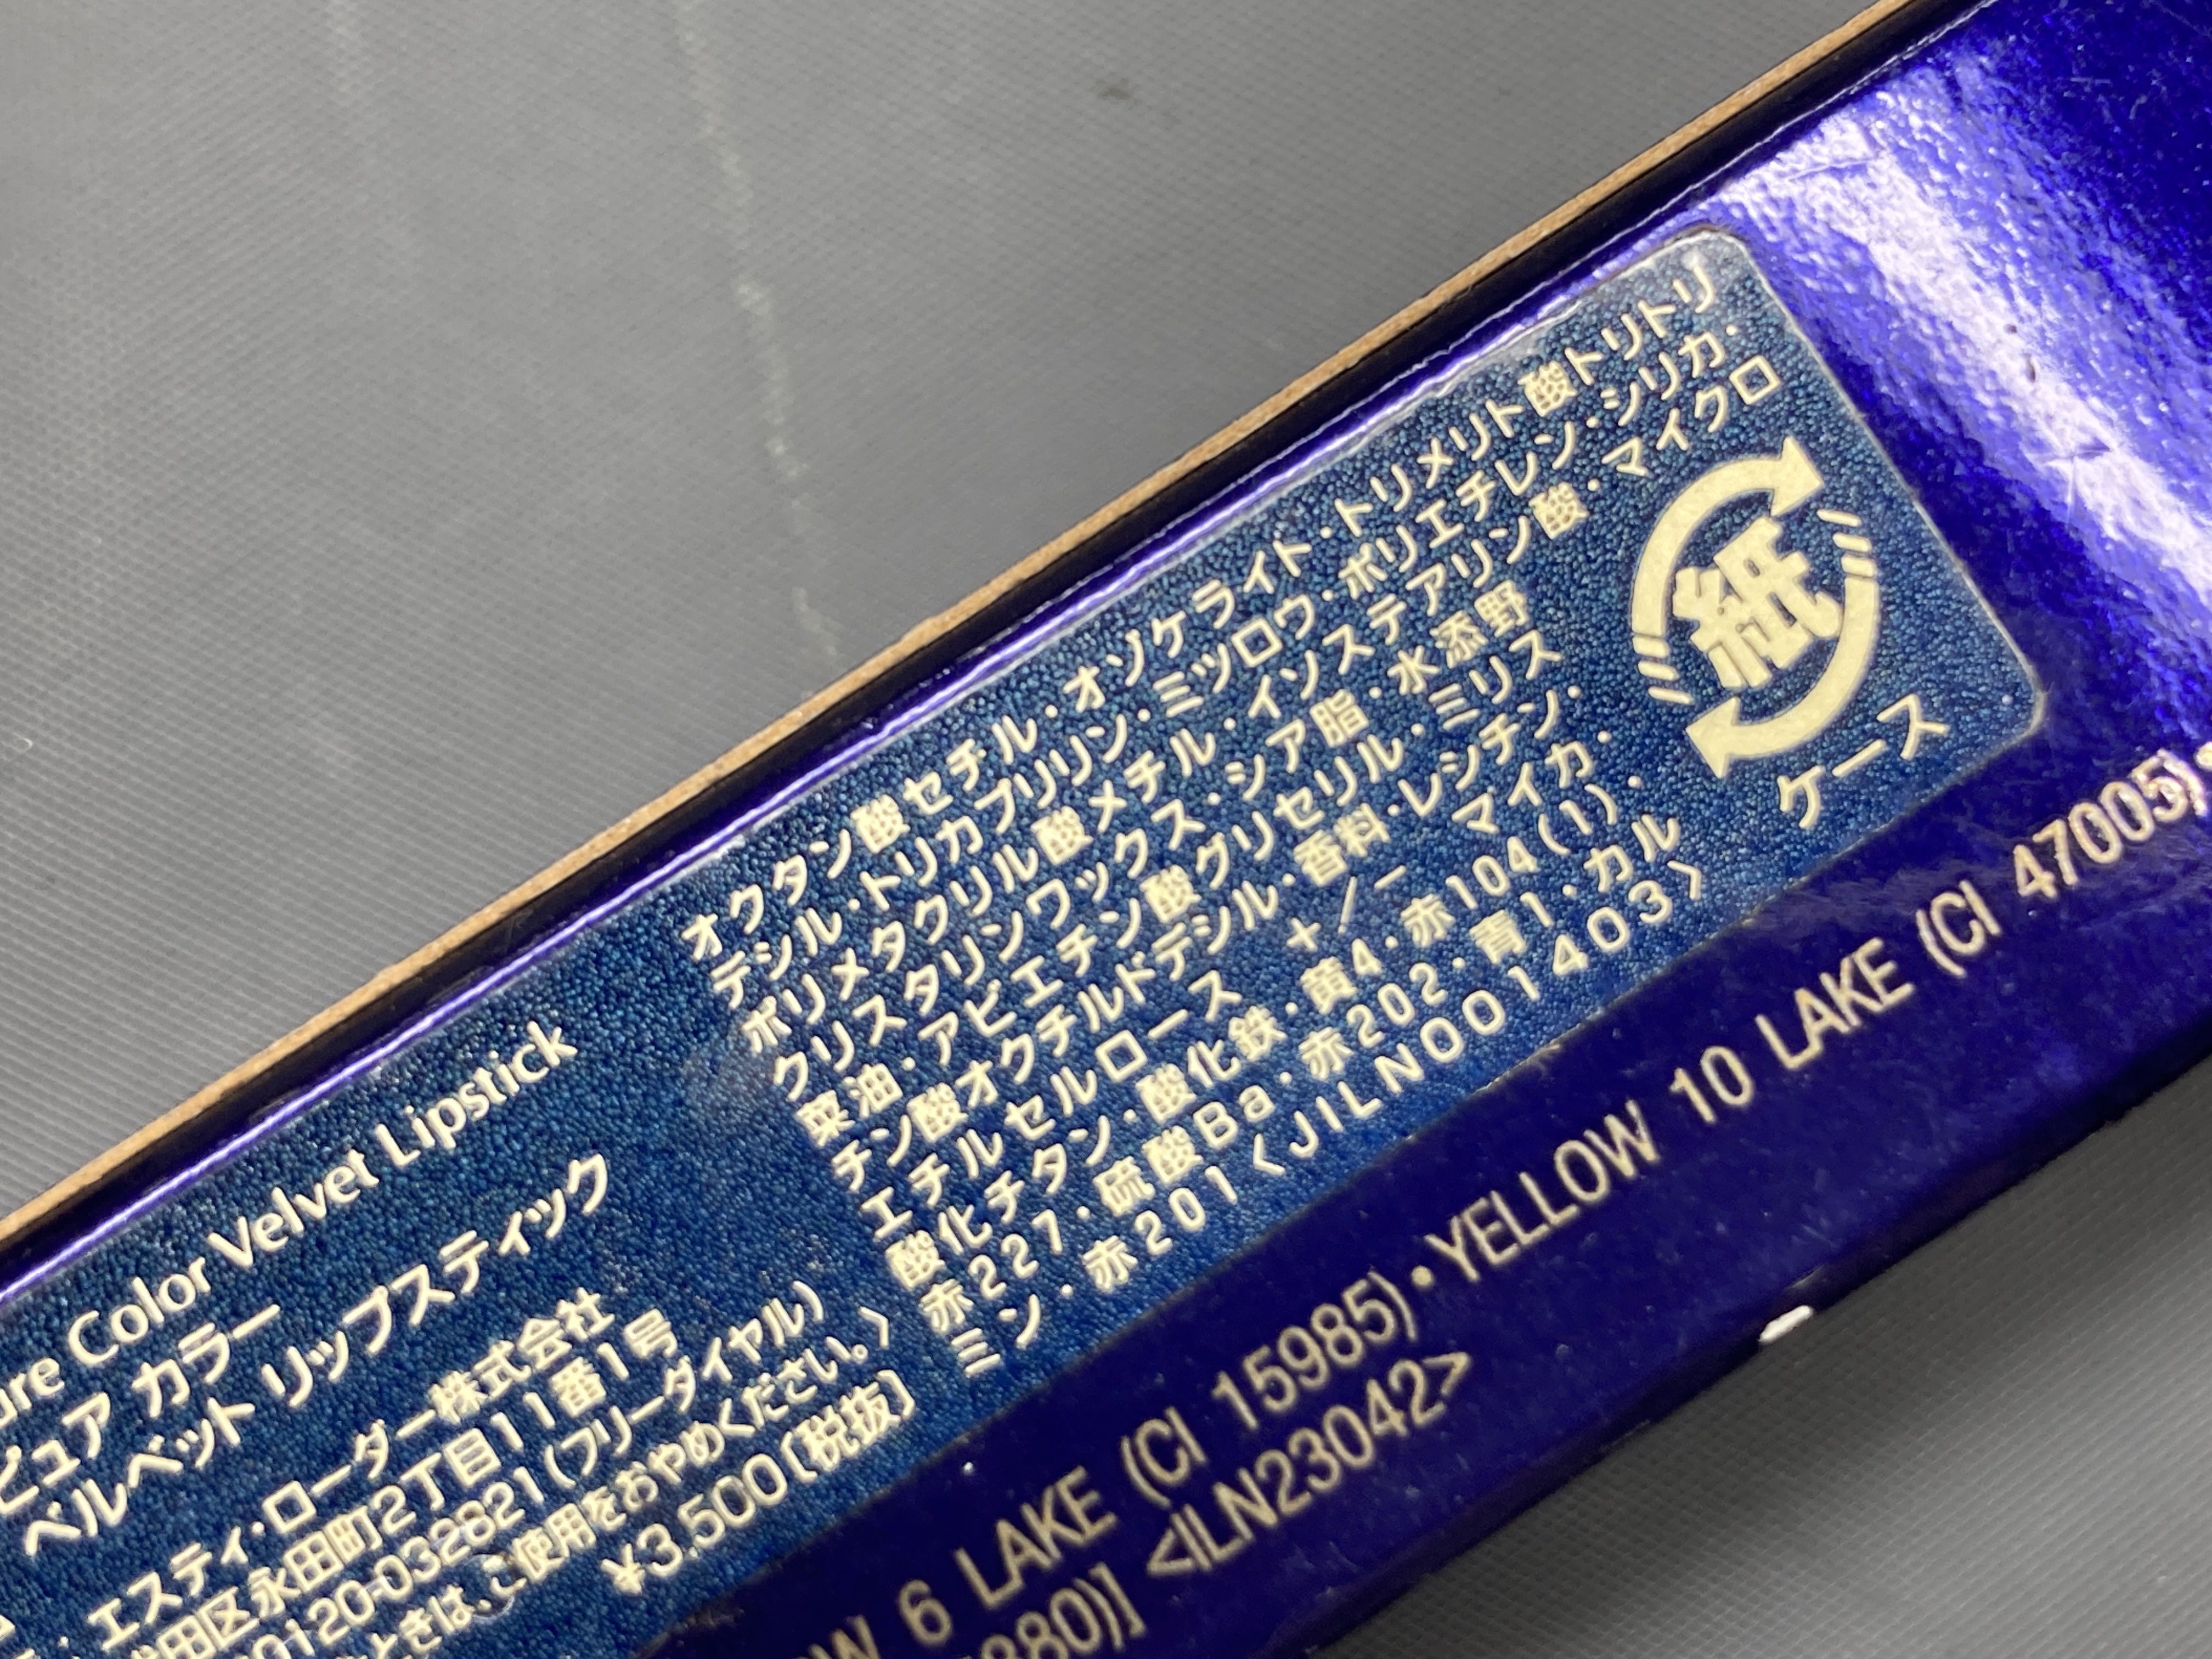 Color Velvet Lipstick
ピュア カラー
ベルベット リップスティック
エスティ・ローダー株式会社
田区永田町2丁目11番1号
0120-032821(フリーダイヤル)
ときは、ご使用をおやめください。〉
¥3,500[税抜]
オクタン酸セチル・オゾケライト・トリメリト酸トリトリ
デシル・トリカプリリン・ミツロウ・ポリエチレン・シリカ・
ポリメタクリル酸メチル・イソステアリン酸・マイクロ
クリスタリンワックス・シア脂・水添野
菜油・アビエチン酸グリセリル・ミリス
チン酸オクチルドデシル・香料・レシチン・
エチルセルロース +/- マイカ・
酸化チタン・酸化鉄・黄4・赤104(1)・
赤227・硫酸Ba・赤202・青1・カル
ミン・赤201〈JILN001403〉
紙
ケース
6 LAKE (CI 15985)•YELLOW 10 LAKE (CI 47005)•
<ILN23042>